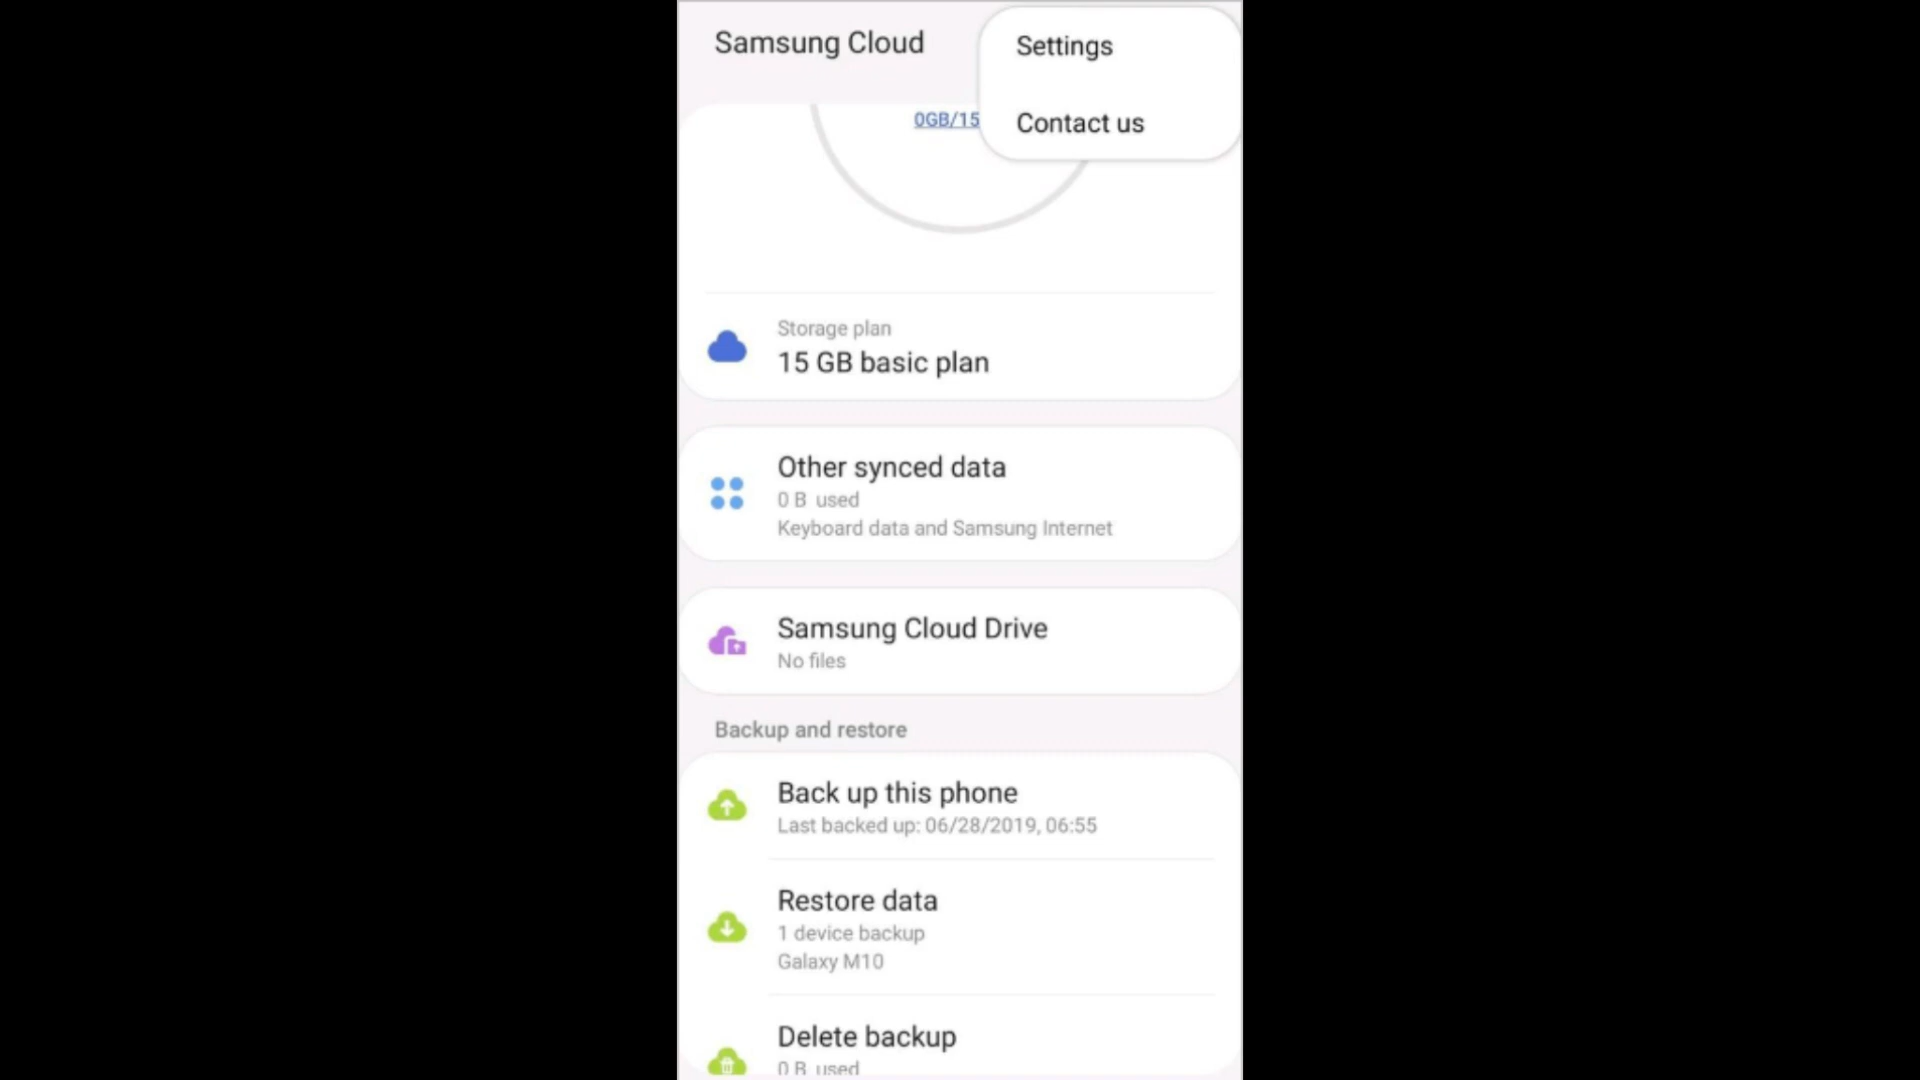 Samsung Cloud
Settings
Contact us
0GB/15
Storage plan
15 GB basic plan
Other synced data
0 B used
Keyboard data and Samsung Internet
Samsung Cloud Drive
No files
Backup and restore
Back up this phone
Last backed up: 06/28/2019, 06:55
Restore data
1 device backup
Galaxy M10
Delete backup
0 B used